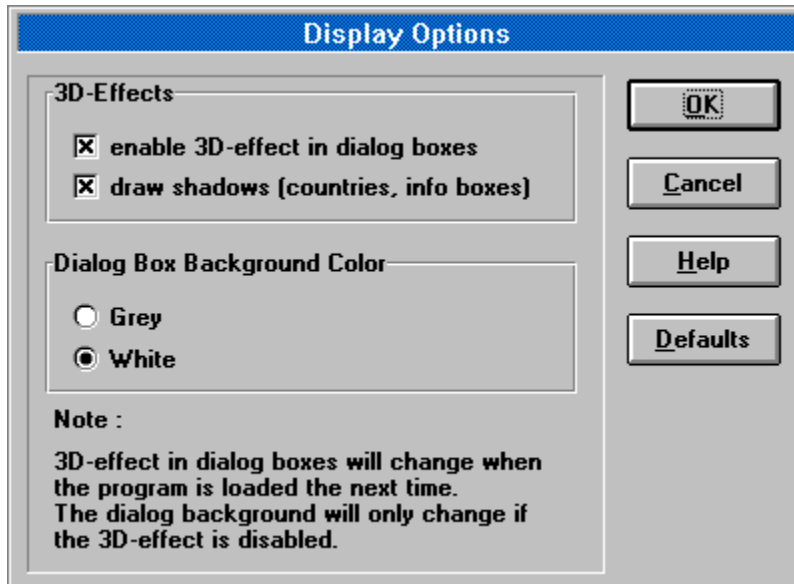 Display Options
3D-Effects
enable 3D-effect in dialog boxes
draw shadows (countries, info boxes)
Dialog Box Background Color
Grey
White
Note :
3D-effect in dialog boxes will change when
the program is loaded the next time.
The dialog background will only change if
the 3D-effect is disabled.
OK
Cancel
Help
Defaults